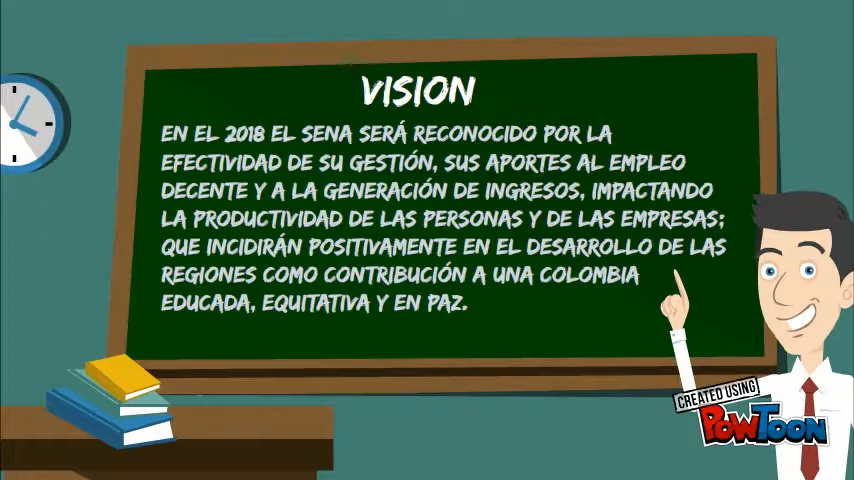 VISION
EN EL 2018 EL SENA SERÁ RECONOCIDO POR LA
EFECTIVIDAD DE SU GESTIÓN, SUS APORTES AL EMPLEO
DECENTE Y A LA GENERACIÓN DE INGRESOS, IMPACTANDO
LA PRODUCTIVIDAD DE LAS PERSONAS Y DE LAS EMPRESAS;
QUE INCIDIRÁN POSITIVAMENTE EN EL DESARROLLO DE LAS
REGIONES COMO CONTRIBUCIÓN A UNA COLOMBIA
EDUCADA, EQUITATIVA Y EN PAZ.
CREATED USING
POWTOON